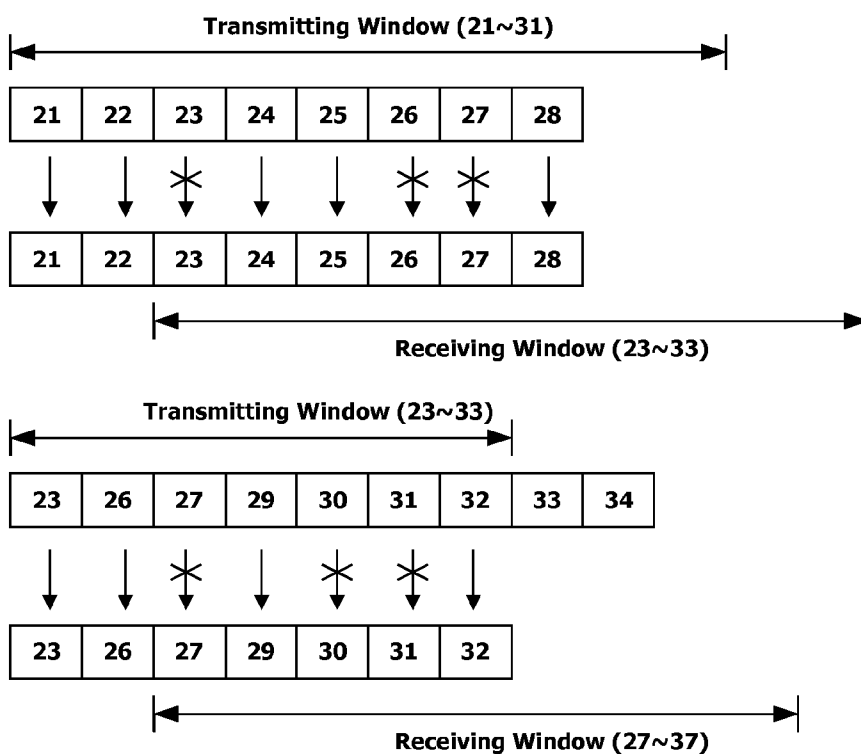 Transmitting Window (21~31)
21 22 23 24 25 26 27 28
21 22 23 24 25 26 27 28
Receiving Window (23~33)
Transmitting Window (23~33)
23 26 27 29 30 31 32 33 34
23 26 27 29 30 31 32
Receiving Window (27~37)